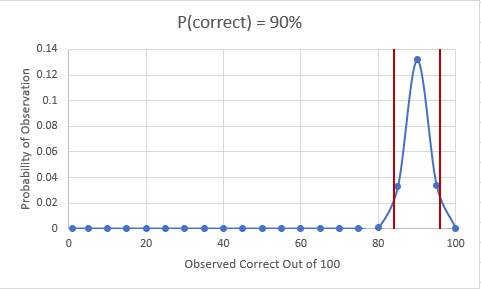 P(correct) = 90%
0.14
0.12
0.1
0.08
0.06
0.04
0.02
0
Probability of Observation
0 20 40 60 80 100
Observed Correct Out of 100